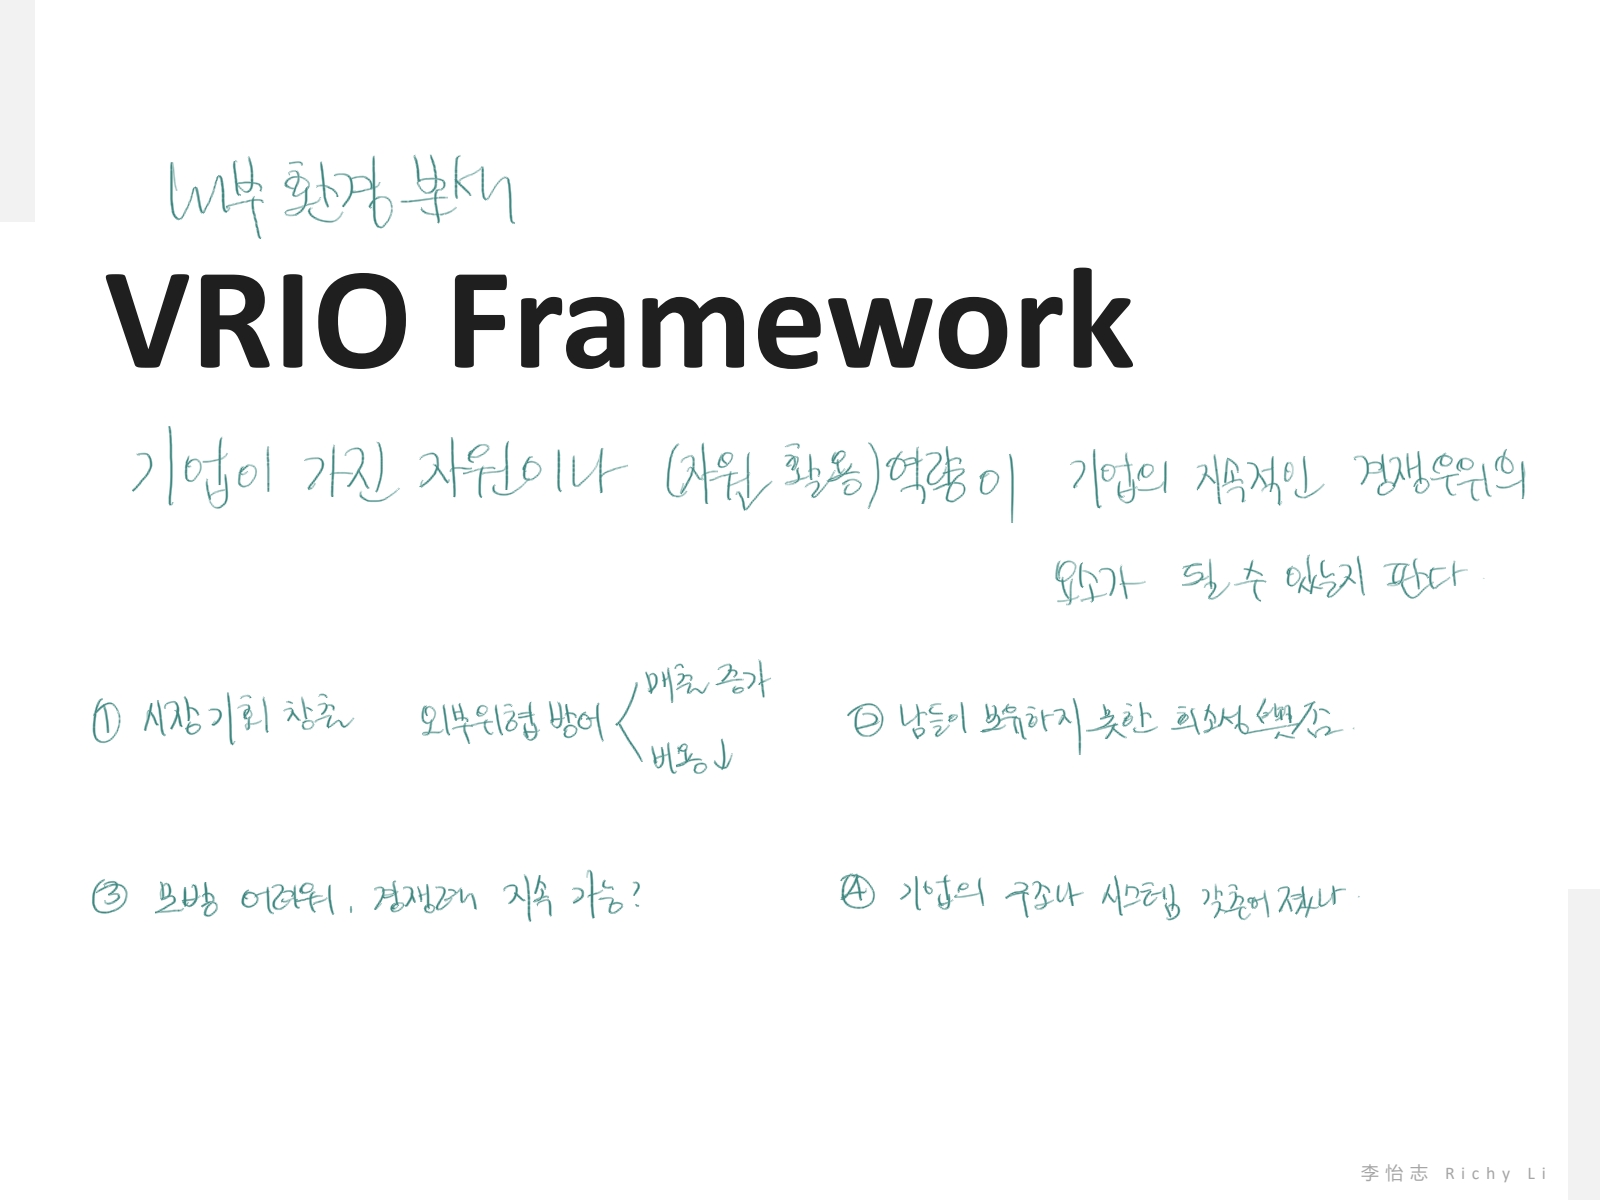 내부 환경 분석
VRIO Framework
기업이 가진 자원이나 (자원 활용)역량이 기업의 지속적인 경쟁우위의
요소가 될 수 있는지 판다
① 시장기회 창출 외부위협 방어 매출 증가
비용↓
② 남들이 보유하지 못한 희소성
③ 모방 어려워, 경쟁력 지속 가능?
④ 기업의 구조나 시스템 갖춰 졌나
李怡志 Richy Li